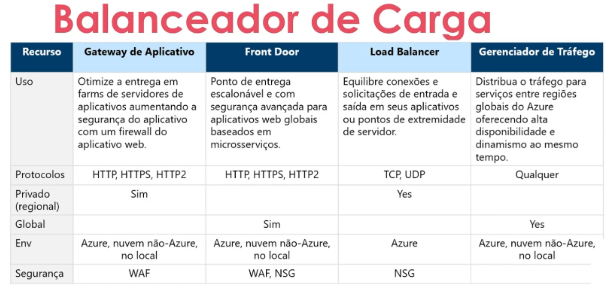 Balanceador de Carga
Recurso Gateway de Aplicativo Front Door Load Balancer Gerenciador de Tráfego
Uso Otimize a entrega em Ponto de entrega Equilibre conexões e Distribua o tráfego para
farms de servidores de escalonável e com solicitações de entrada e serviços entre regiões
aplicativos aumentando a segurança avançada para saída em seus aplicativos globais do Azure
segurança do aplicativo aplicativos web globais ou pontos de extremidade oferecendo alta
com um firewall do baseados em de servidor. disponibilidade e
aplicativo web. microsserviços. dinamismo ao mesmo
tempo.
Protocolos HTTP, HTTPS, HTTP2 HTTP, HTTPS, HTTP2 TCP, UDP Qualquer
Privado Sim Yes
(regional)
Global Sim Yes
Env Azure, nuvem não-Azure, Azure, nuvem não-Azure, Azure Azure, nuvem não-Azure,
no local no local no local
Segurança WAF WAF, NSG NSG